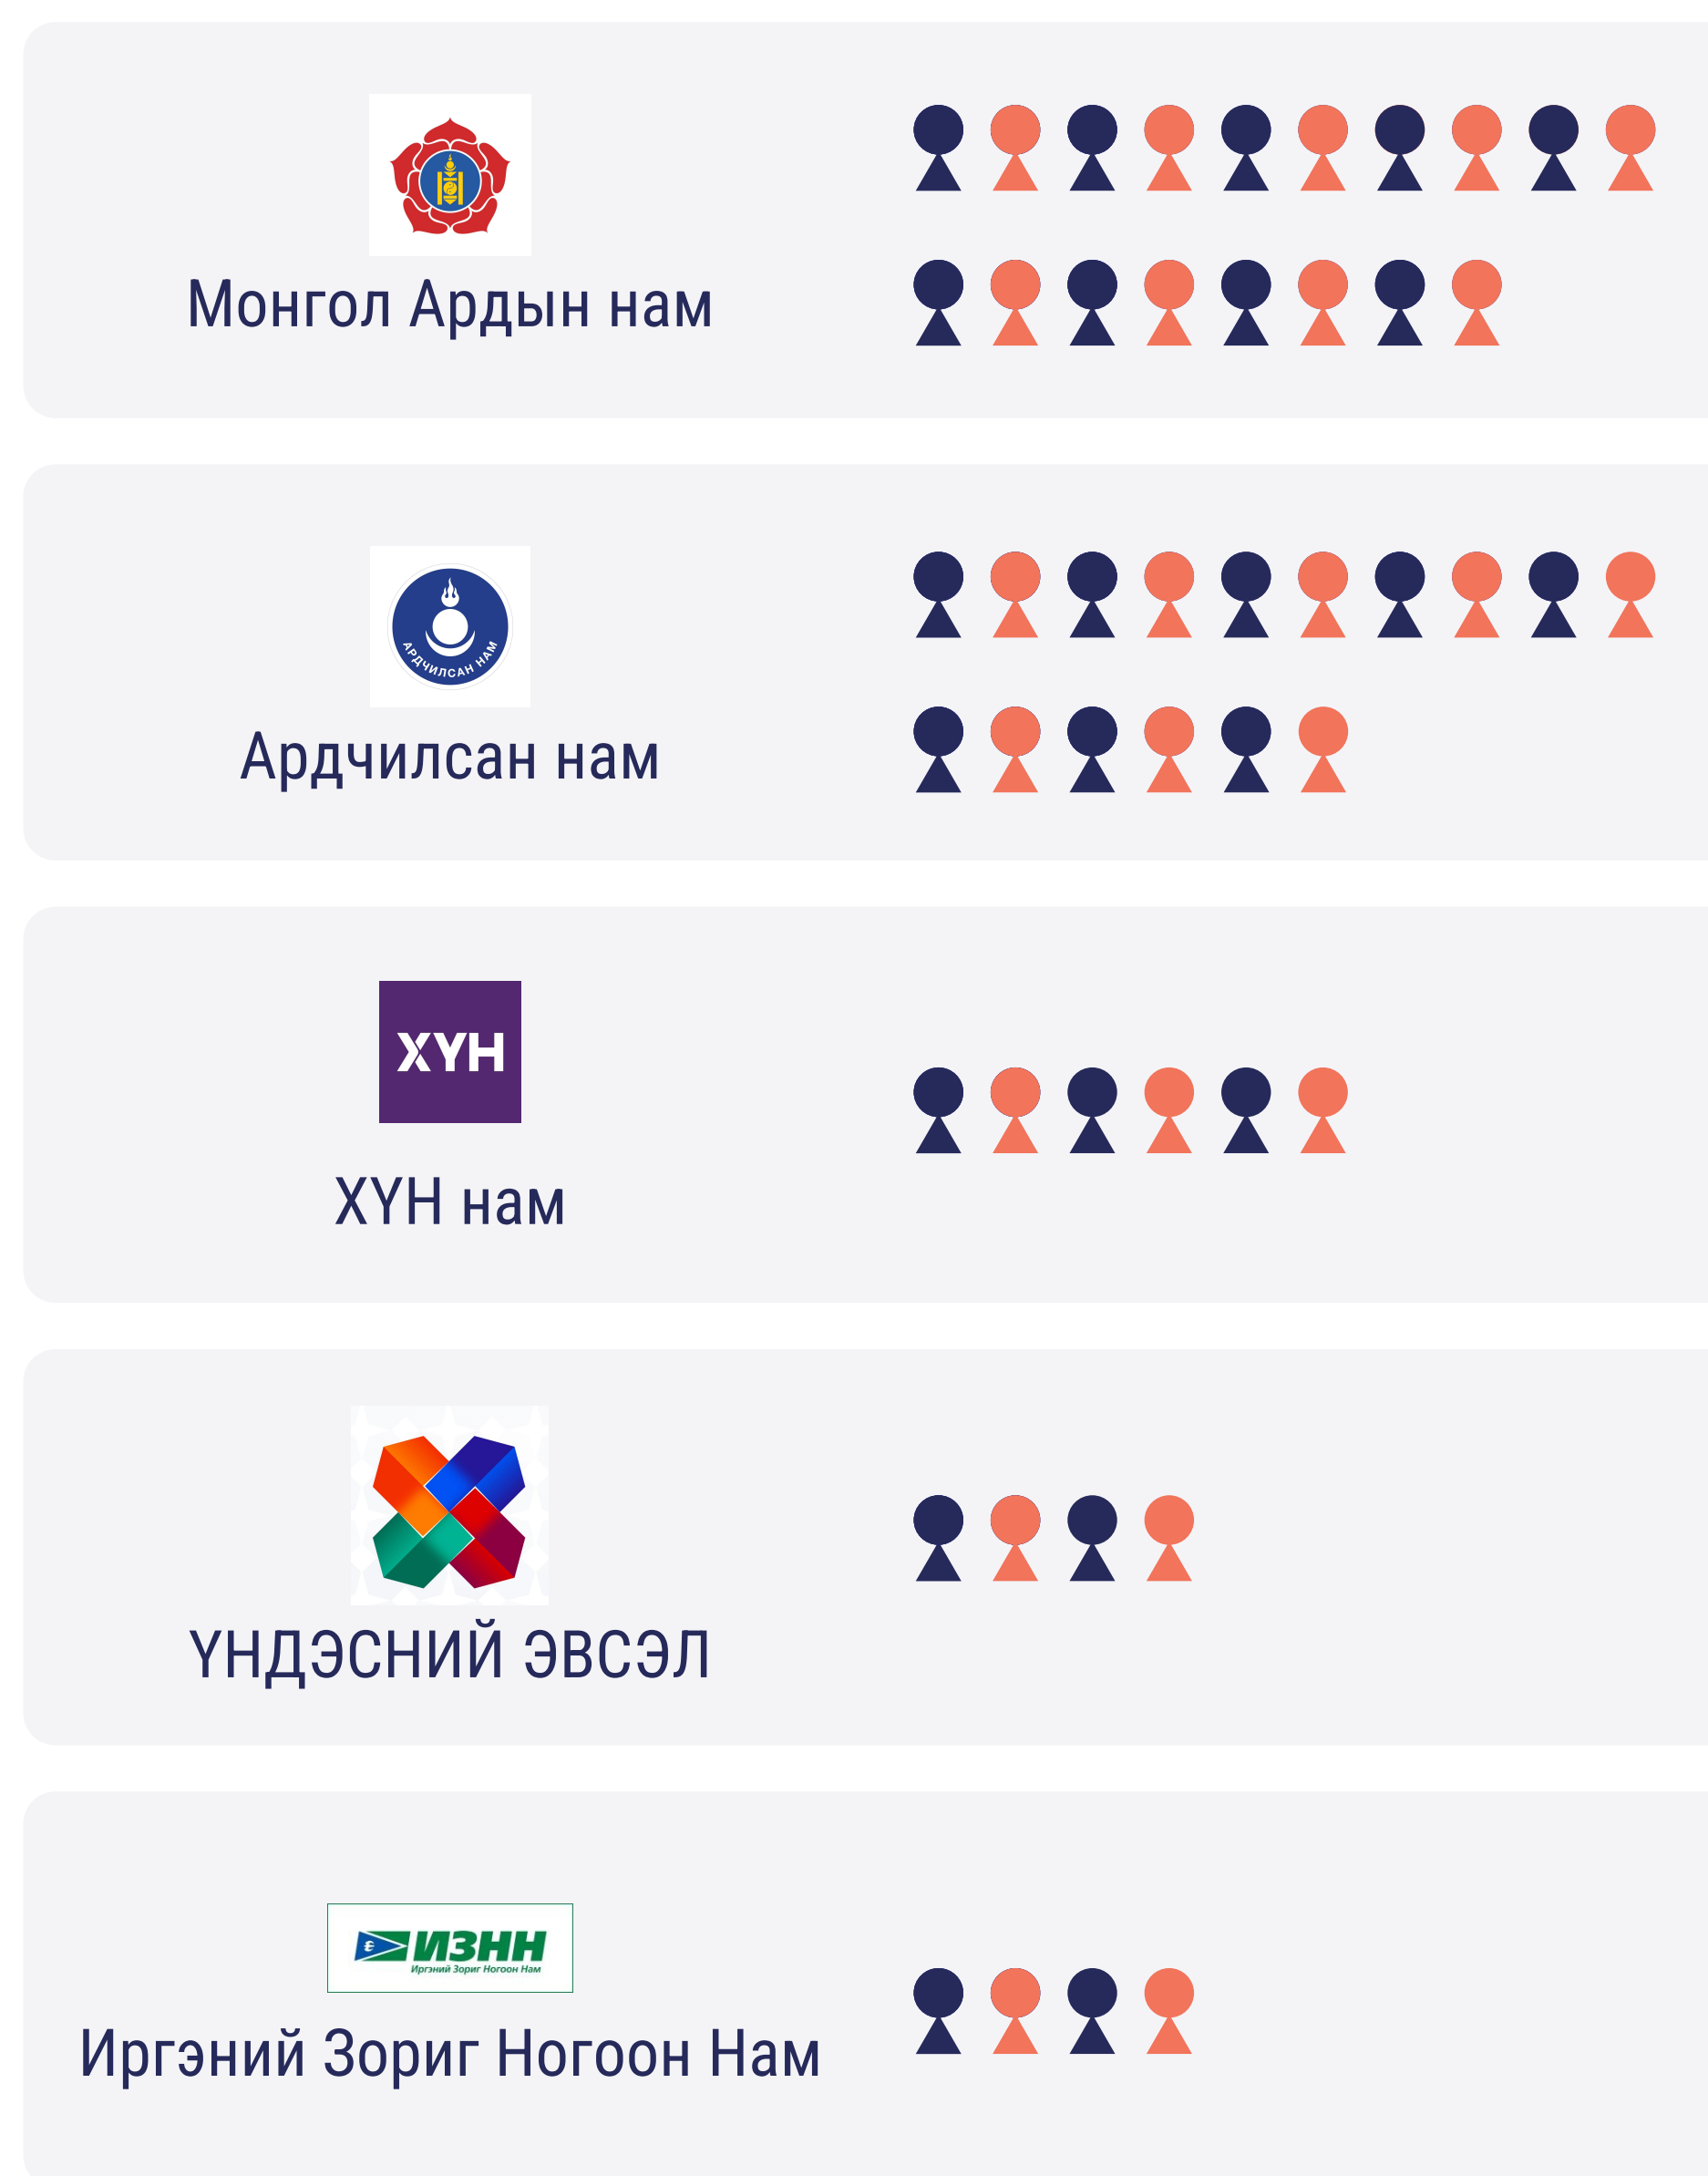 Монгол Ардын нам
АРДЧИЛСАН НАМ
Ардчилсан нам
ХҮН
ХҮН нам
ҮНДЭСНИЙ ЭВСЭЛ
ИЗНН
Иргэний Зориг Ногоон Нам
Иргэний Зориг Ногоон Нам